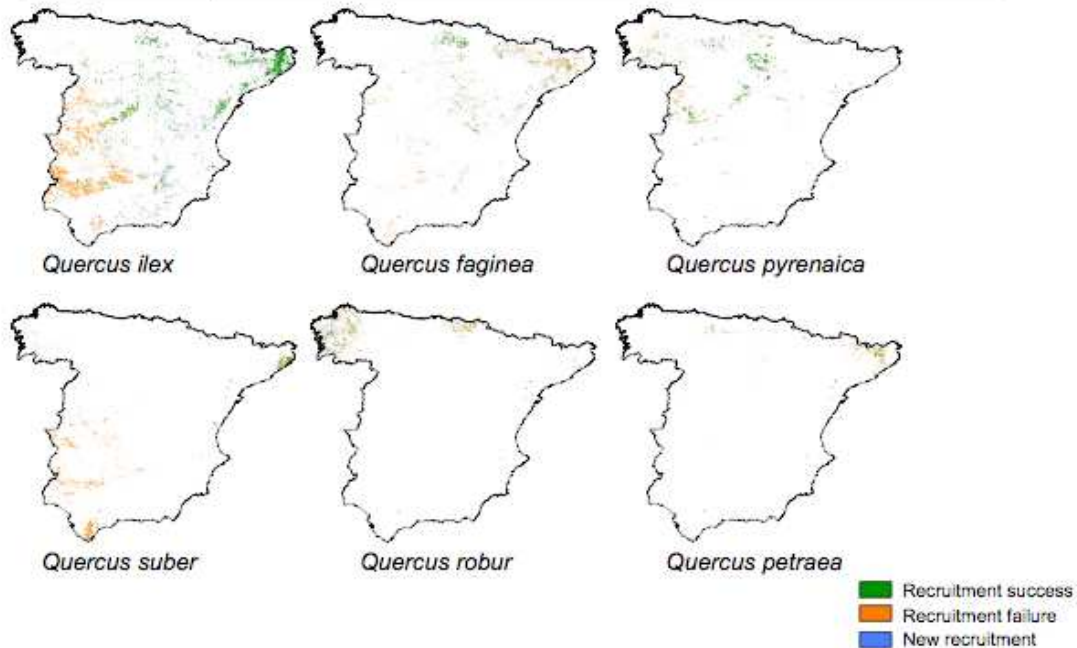 Quercus ilex
Quercus faginea
Quercus pyrenaica
Quercus suber
Quercus robur
Quercus petraea
Recruitment success
Recruitment failure
New recruitment